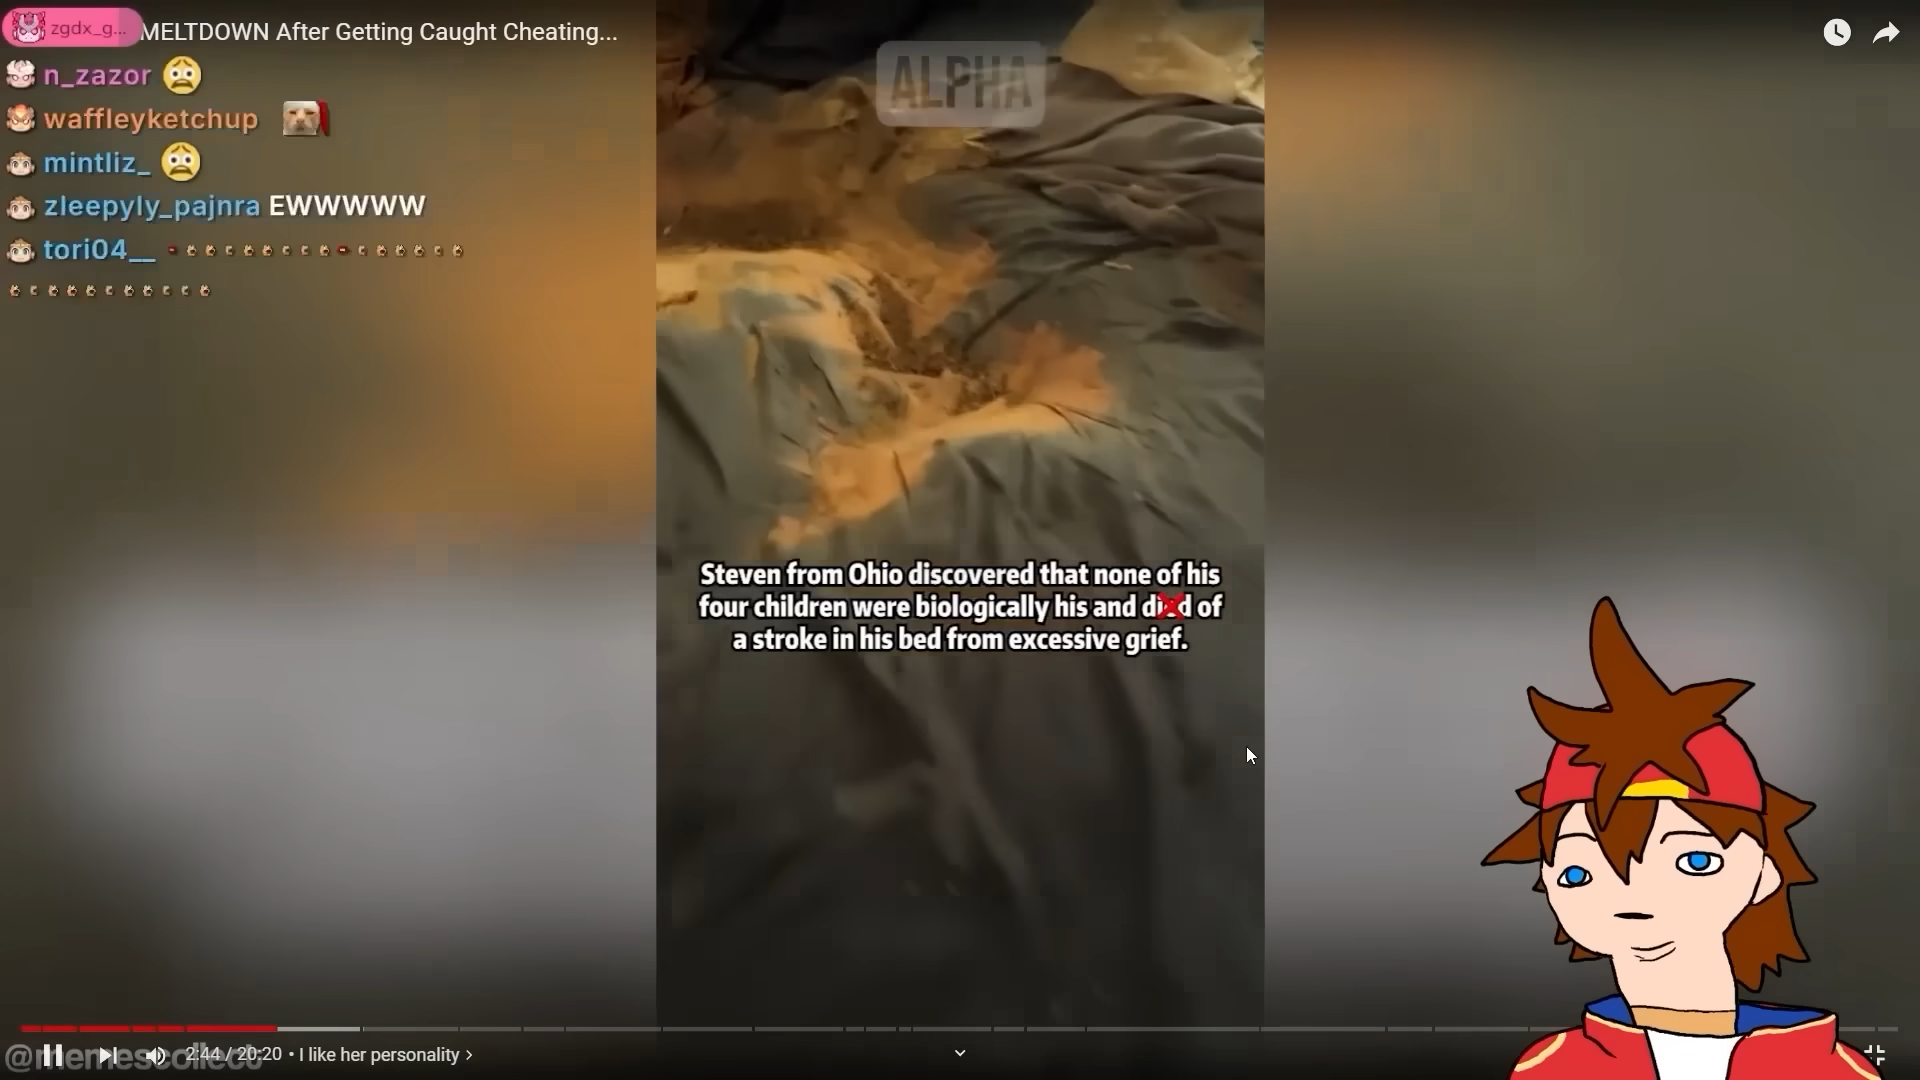 zgdx_g...
MELTDOWN After Getting Caught Cheating...
n_zazor
waffleyketchup
mintliz_
zleepyly_pajnra EWWWWW
tori04__
ALPHA
Steven from Ohio discovered that none of his
four children were biologically his and died of
a stroke in his bed from excessive grief.
2:44 / 20:20 • I like her personality ›